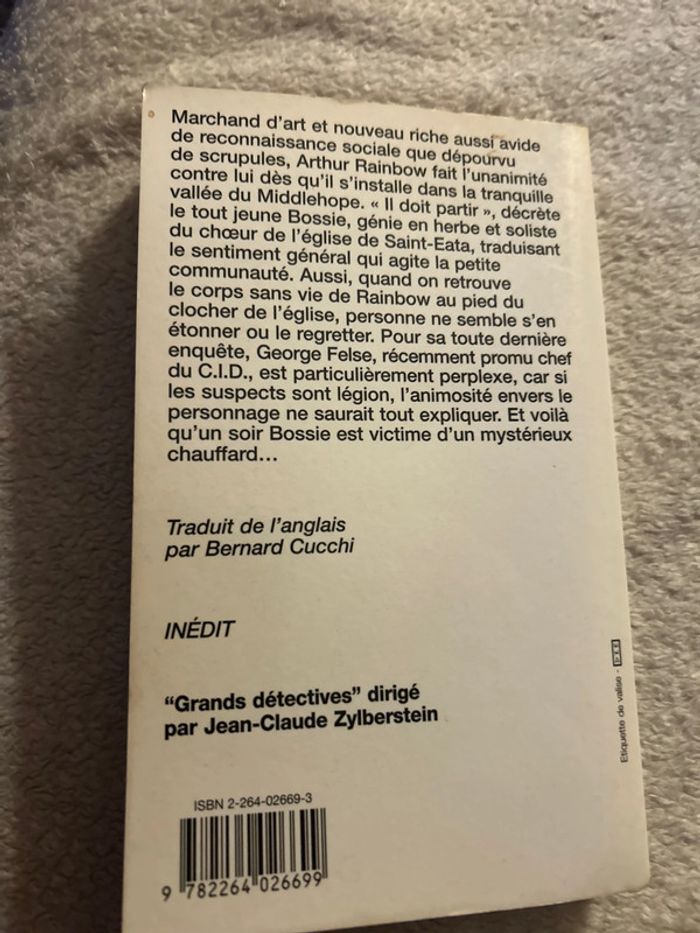 Marchand d'art et nouveau riche aussi avide
de reconnaissance sociale que dépourvu
de scrupules, Arthur Rainbow fait l'unanimité
contre lui dès qu'il s'installe dans la tranquille
vallée du Middlehope. « Il doit partir », décrète
le tout jeune Bossie, génie en herbe et soliste
du chœur de l'église de Saint-Eata, traduisant
le sentiment général qui agite la petite
communauté. Aussi, quand on retrouve
le corps sans vie de Rainbow au pied du
clocher de l'église, personne ne semble s'en
étonner ou le regretter. Pour sa toute dernière
enquête, George Felse, récemment promu chef
du C.I.D., est particulièrement perplexe, car si
les suspects sont légion, l'animosité envers le
personnage ne saurait tout expliquer. Et voilà
qu'un soir Bossie est victime d'un mystérieux
chauffard...
Traduit de l'anglais
par Bernard Cucchi
INÉDIT
"Grands détectives" dirigé
par Jean-Claude Zylberstein
Etiquette de valise -
ISBN 2-264-02669-3
9 782264 026699